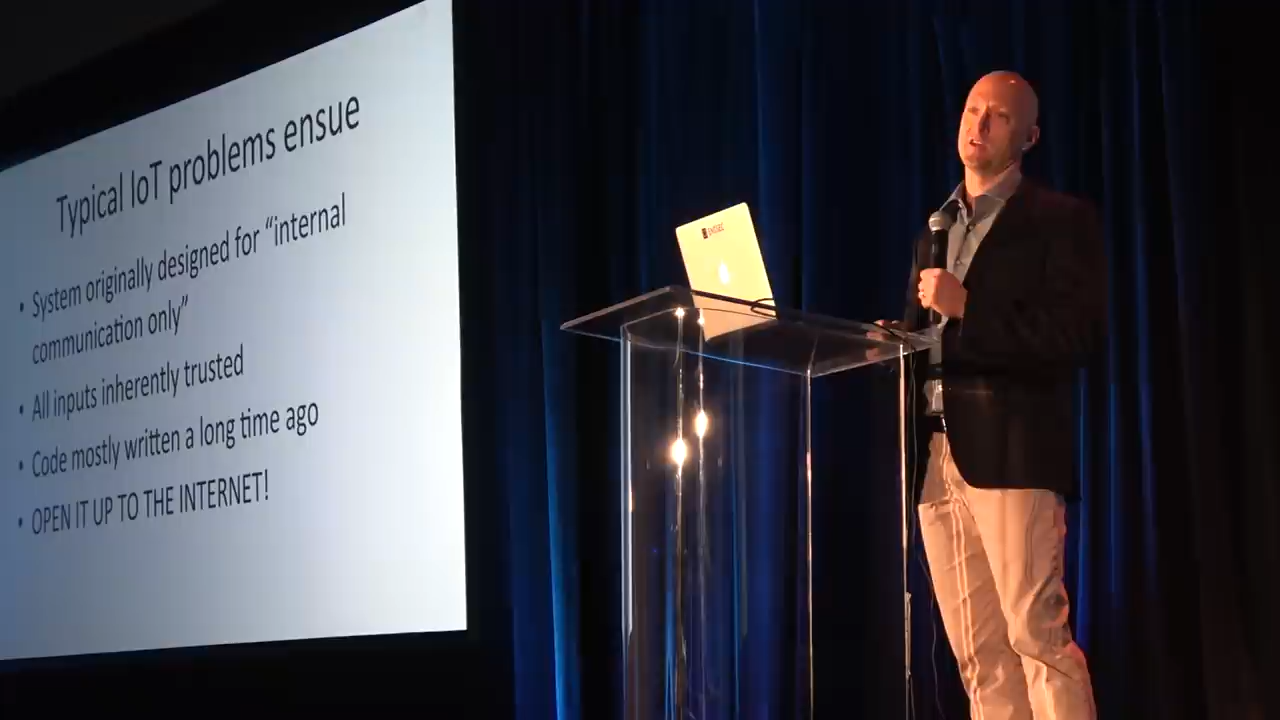 Typical IoT problems ensue
• System originally designed for “internal
communication only”
• All inputs inherently trusted
• Code mostly written a long time ago
• OPEN IT UP TO THE INTERNET!